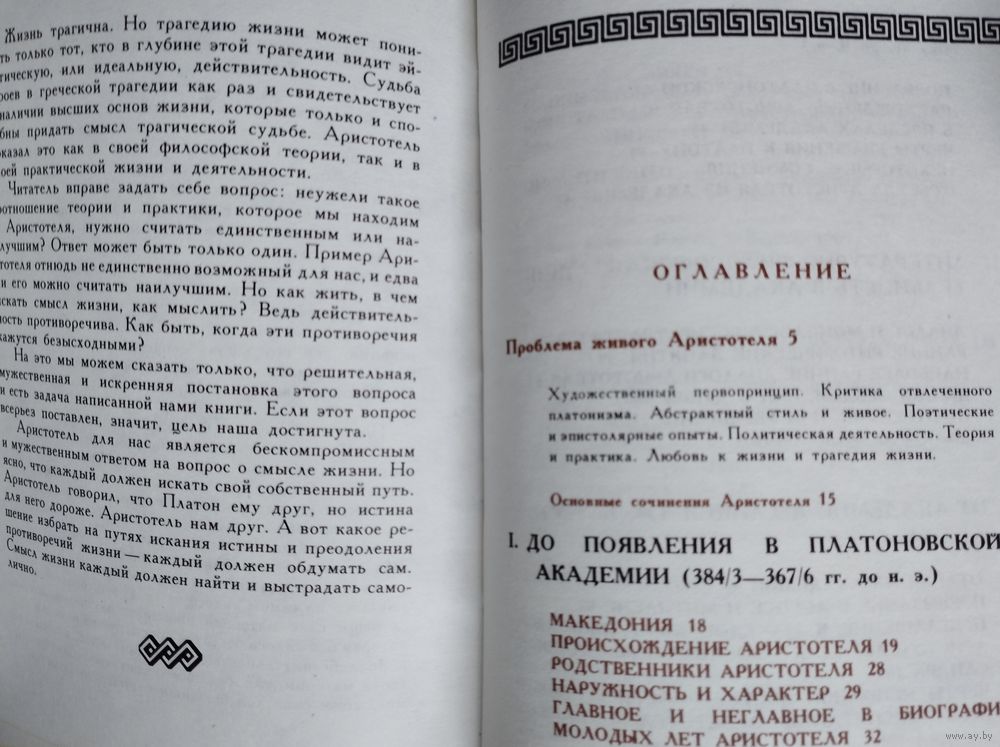 Жизнь трагична. Но трагедию жизни может пони-
ть только тот, кто в глубине этой трагедии видит эй-
тическую, или идеальную, действительность. Судьба
роев в греческой трагедии как раз и свидетельствует
наличии высших основ жизни, которые только и спо-
бны придать смысл трагической судьбе. Аристотель
оказал это как в своей философской теории, так и в
оей практической жизни и деятельности.
Читатель вправе задать себе вопрос: неужели такое
отношение теории и практики, которое мы находим
Аристотеля, нужно считать единственным или на-
лучшим? Ответ может быть только один. Пример Ари-
тотеля отнюдь не единственно возможный для нас, и едва
и его можно считать наилучшим. Но как жить, в чем
скать смысл жизни, как мыслить? Ведь действитель-
ность противоречива. Как быть, когда эти противоречия
кажутся безысходными?
На это мы можем сказать только, что решительная,
мужественная и искренняя постановка этого вопроса
и есть задача написанной нами книги. Если этот вопрос
всерьез поставлен, значит, цель наша достигнута.
Аристотель для нас является бескомпромиссным
и мужественным ответом на вопрос о смысле жизни. Но
ясно, что каждый должен искать свой собственный путь.
Аристотель говорил, что Платон ему друг, но истина
для него дороже. Аристотель нам друг. А вот какое ре-
шение избрать на путях искания истины и преодоления
противоречий жизни — каждый должен обдумать сам.
Смысл жизни каждый должен найти и выстрадать само-
лично.
ОГЛАВЛЕНИЕ
Проблема живого Аристотеля 5
Художественный первопринцип. Критика отвлеченного
платонизма. Абстрактный стиль и живое. Поэтические
и эпистолярные опыты. Политическая деятельность. Теория
и практика. Любовь к жизни и трагедия жизни.
Основные сочинения Аристотеля 15
I. ДО ПОЯВЛЕНИЯ В ПЛАТОНОВСКОЙ
АКАДЕМИИ (384/3—367/6 гг. до н. э.)
МАКЕДОНИЯ 18
ПРОИСХОЖДЕНИЕ АРИСТОТЕЛЯ 19
РОДСТВЕННИКИ АРИСТОТЕЛЯ 28
НАРУЖНОСТЬ И ХАРАКТЕР 29
ГЛАВНОЕ И НЕГЛАВНОЕ В БИОГРАФИ
МОЛОДЫХ ЛЕТ АРИСТОТЕЛЯ 32
www.ay.by